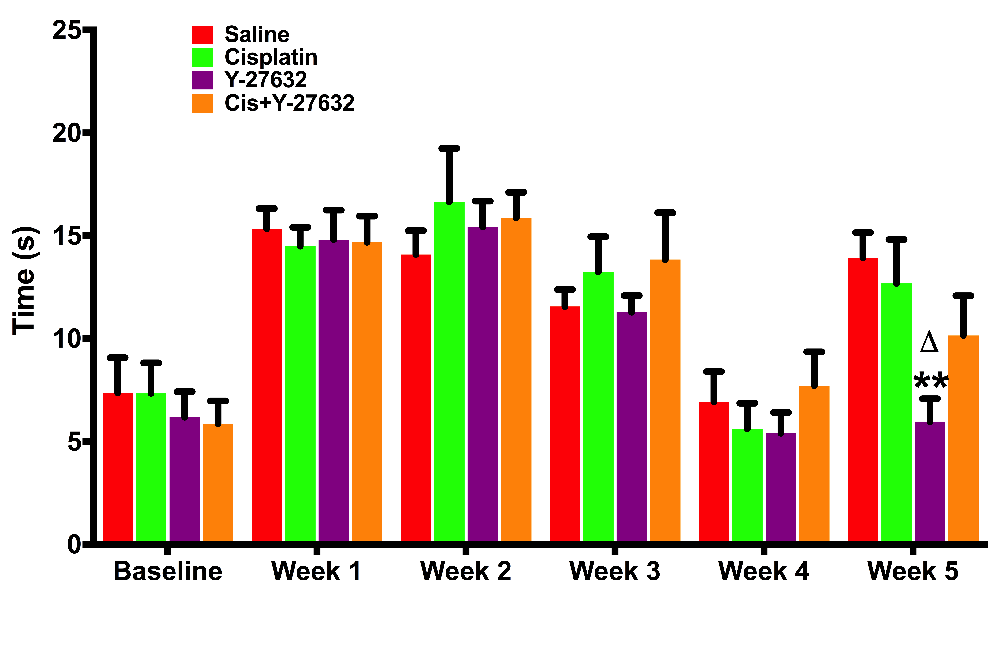 25
20
15
10
5
0
Time (s)
Saline
Cisplatin
Y-27632
Cis+Y-27632
Δ
**
Baseline Week 1 Week 2 Week 3 Week 4 Week 5